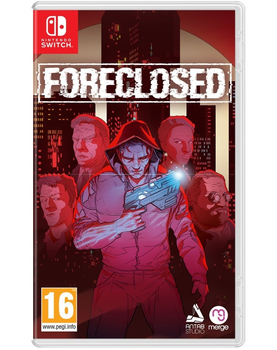 NINTENDO
SWITCH
FORECLOSED
16
www.pegi.info
ANTAB
STUDIO
merge